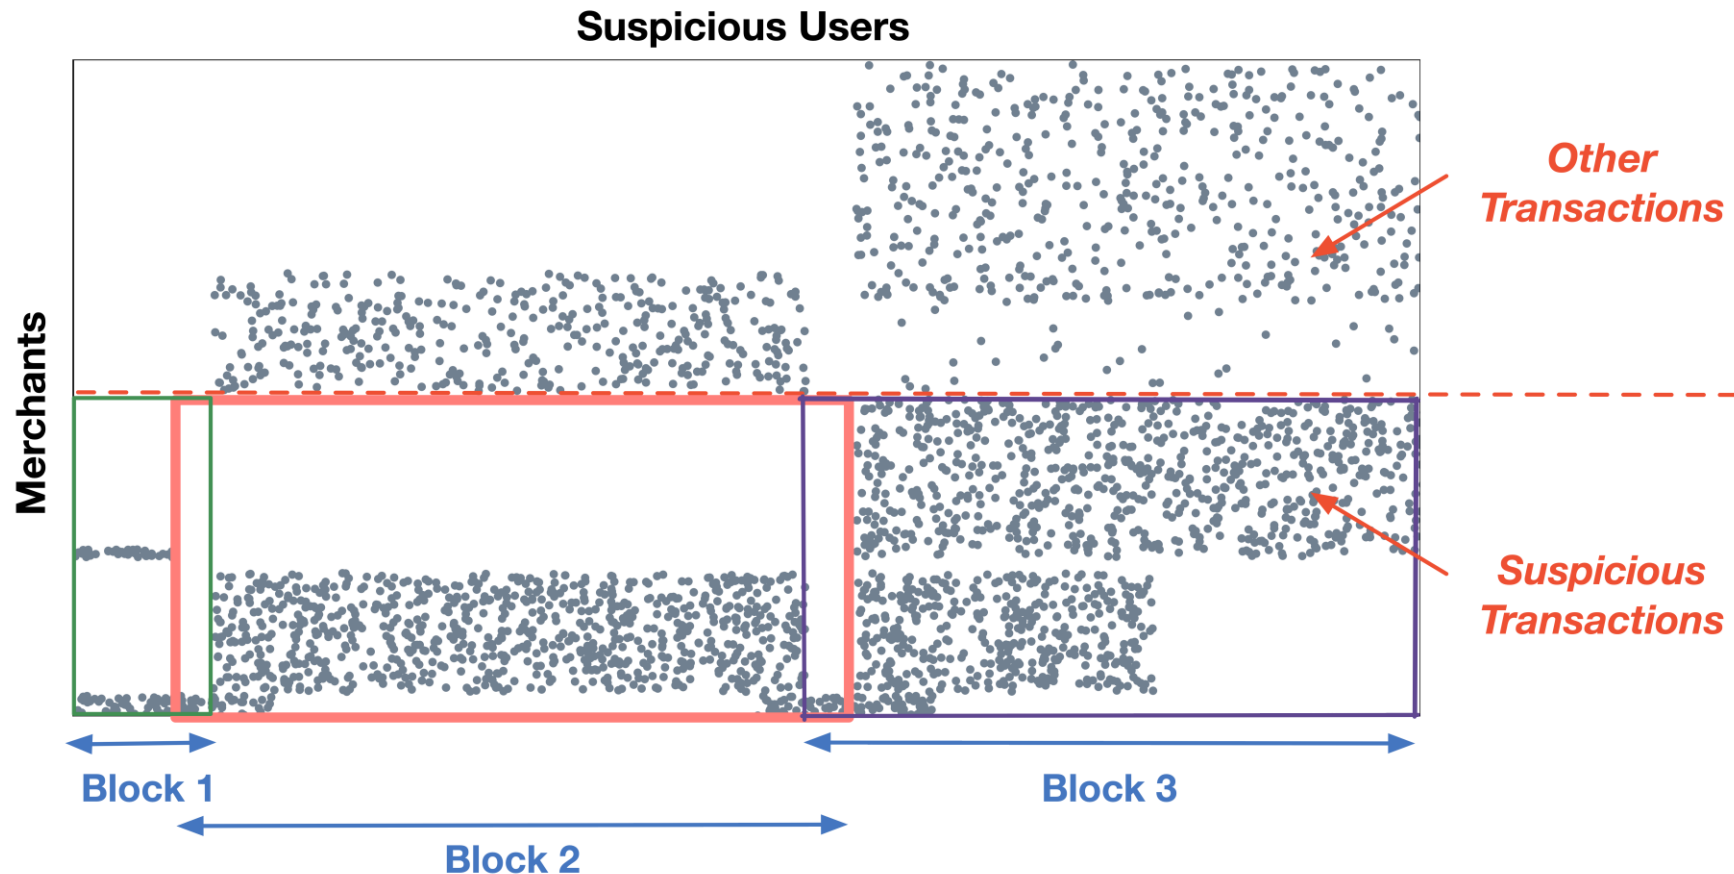 Suspicious Users
Merchants
Other
Transactions
Suspicious
Transactions
Block 1
Block 3
Block 2